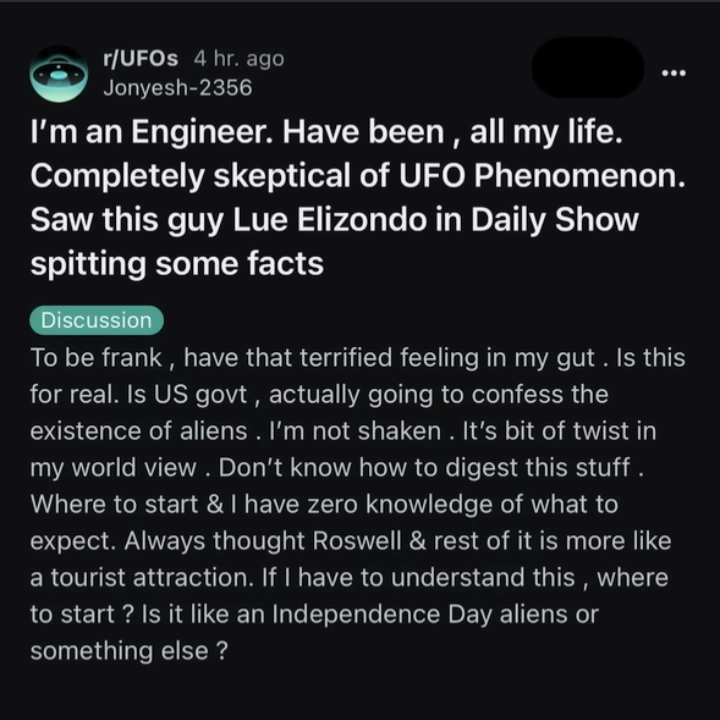 r/UFOs 4 hr. ago
Jonyesh-2356
I'm an Engineer. Have been , all my life.
Completely skeptical of UFO Phenomenon.
Saw this guy Lue Elizondo in Daily Show
spitting some facts
Discussion
To be frank , have that terrified feeling in my gut . Is this
for real. Is US govt , actually going to confess the
existence of aliens . I'm not shaken . It's bit of twist in
my world view . Don't know how to digest this stuff .
Where to start & I have zero knowledge of what to
expect. Always thought Roswell & rest of it is more like
a tourist attraction. If I have to understand this , where
to start ? Is it like an Independence Day aliens or
something else ?